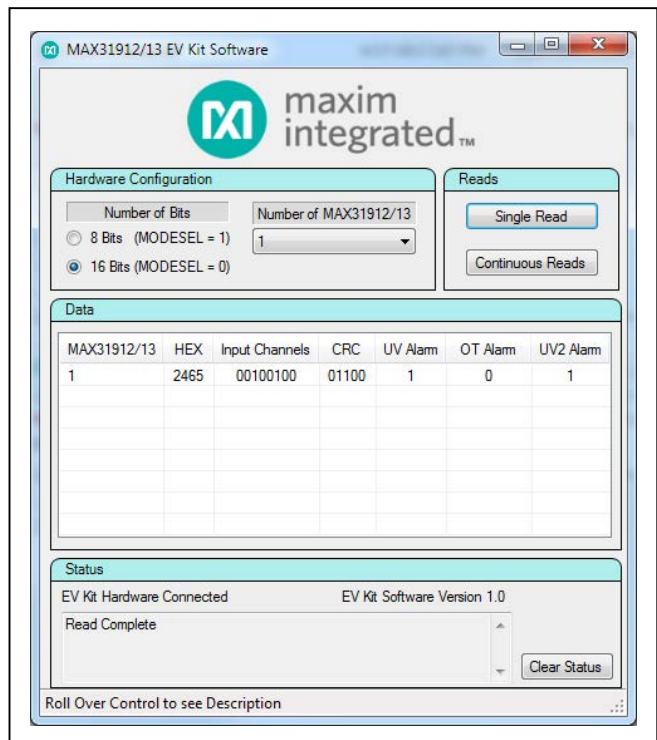 MAX31912/13 EV Kit Software
maxim
integrated™
Hardware Configuration
Reads
Number of Bits
Number of MAX31912/13
8 Bits (MODESEL = 1)
1
16 Bits (MODESEL = 0)
Single Read
Continuous Reads
Data
MAX31912/13 HEX Input Channels CRC UV Alarm OT Alarm UV2 Alarm
1 2465 00100100 01100 1 0 1
Status
EV Kit Hardware Connected EV Kit Software Version 1.0
Read Complete
Clear Status
Roll Over Control to see Description